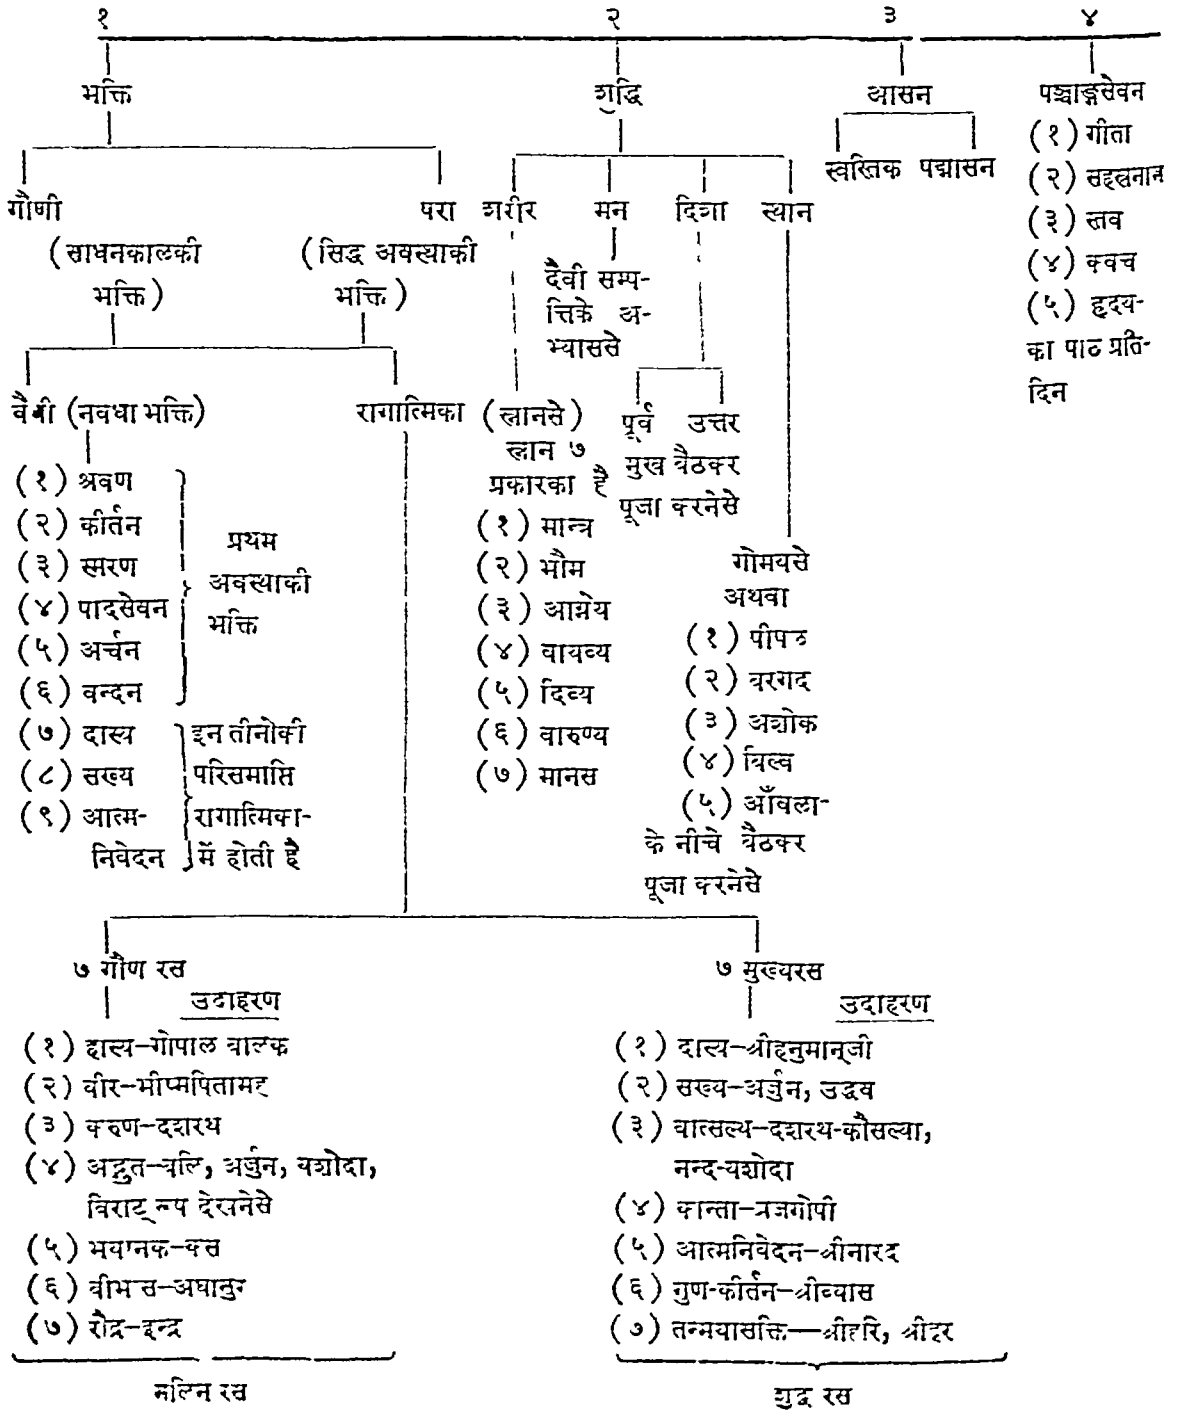 १ २ ३ ४
भक्ति शुद्धि आसन पञ्चाङ्गसेवन
(१) गीता
(२) सहस्रनाम
(३) स्तव
(४) कवच
(५) हृदय-
का पाठ प्रति-
दिन
स्वस्तिक पद्मासन
गौणी परा
(साधनकालकी
भक्ति)
(सिद्ध अवस्थाकी
भक्ति)
वैधी (नवधा भक्ति) रागात्मिका
(१) श्रवण
(२) कीर्तन
(३) स्मरण
(४) पादसेवन
(५) अर्चन
(६) वन्दन
प्रथम
अवस्थाकी
भक्ति
(७) दास्य
(८) सख्य
(९) आत्म-
निवेदन
इन तीनोकी
परिसमाप्ति
रागात्मिका-
में होती है
शरीर मन दिशा स्थान
दैवी सम्प-
त्तिके अ-
भ्याससे
(स्नानसे)
स्नान ७
प्रकारका है
(१) मान्त्र
(२) भौम
(३) आग्नेय
(४) वायव्य
(५) दिव्य
(६) वारुण्य
(७) मानस
पूर्व उत्तर
मुख बैठकर
पूजा करनेसे
गोमयसे
अथवा
(१) पीपल
(२) बरगद
(३) अशोक
(४) बिल्व
(५) आँवला-
के नीचे बैठकर
पूजा करनेसे
७ गौण रस
उदाहरण
(१) हास्य–गोपाल बालक
(२) वीर–भीष्मपितामह
(३) करुण–दशरथ
(४) अद्भुत–बलि, अर्जुन, यशोदा,
विराट् रूप देखनेसे
(५) भयानक–कंस
(६) बीभत्स–अघासुर
(७) रौद्र–इन्द्र
मलिन रस
७ मुख्यरस
उदाहरण
(१) दास्य–श्रीहनुमान्‌जी
(२) सख्य–अर्जुन, उद्धव
(३) वात्सल्य–दशरथ-कौसल्या,
नन्द-यशोदा
(४) कान्ता–व्रजगोपी
(५) आत्मनिवेदन–श्रीनारद
(६) गुण-कीर्तन–श्रीव्यास
(७) तन्मयासक्ति—श्रीहरि, श्रीहर
शुद्ध रस